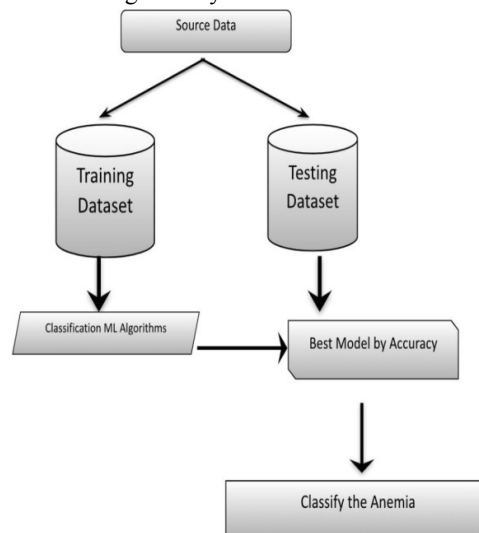 Source Data
Training
Dataset
Testing
Dataset
Classification ML Algorithms
Best Model by Accuracy
Classify the Anemia